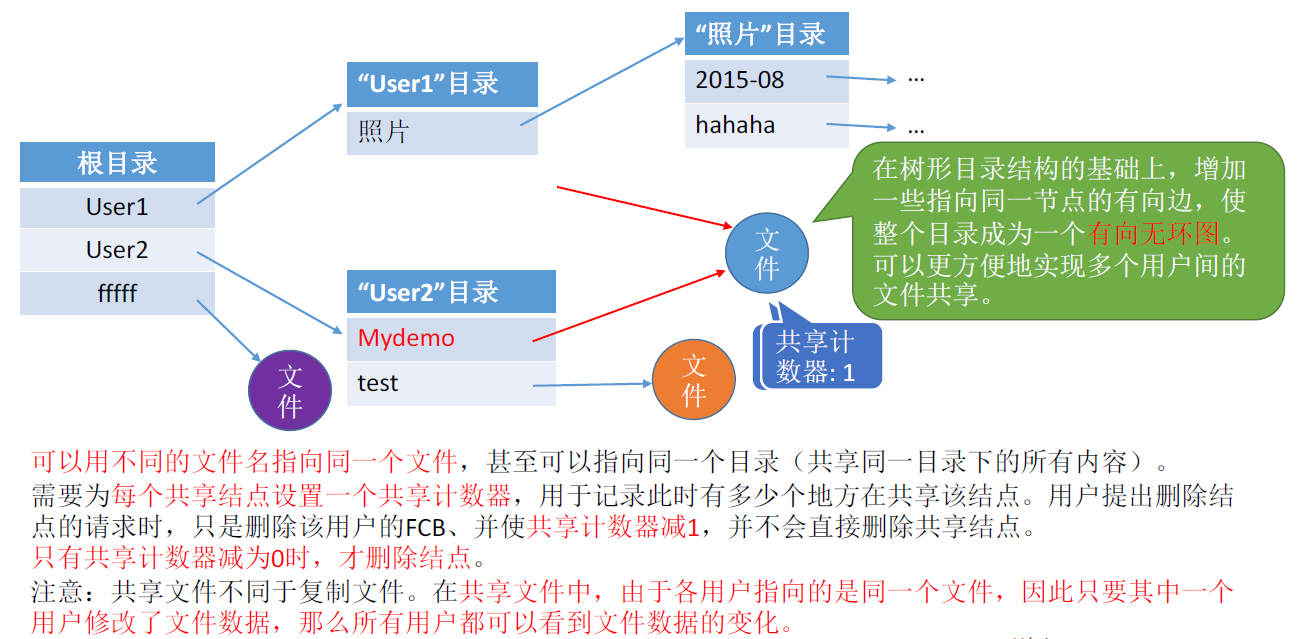 “照片”目录
2015-08
...
hahaha
...
“User1”目录
照片
根目录
User1
User2
fffff
文
件
“User2”目录
Mydemo
test
文
件
文
件
共享计
数器: 1
在树形目录结构的基础上，增加
一些指向同一节点的有向边，使
整个目录成为一个有向无环图。
可以更方便地实现多个用户间的
文件共享。
可以用不同的文件名指向同一个文件，甚至可以指向同一个目录（共享同一目录下的所有内容）。
需要为每个共享结点设置一个共享计数器，用于记录此时有多少个地方在共享该结点。用户提出删除结
点的请求时，只是删除该用户的FCB、并使共享计数器减1，并不会直接删除共享结点。
只有共享计数器减为0时，才删除结点。
注意：共享文件不同于复制文件。在共享文件中，由于各用户指向的是同一个文件，因此只要其中一个
用户修改了文件数据，那么所有用户都可以看到文件数据的变化。